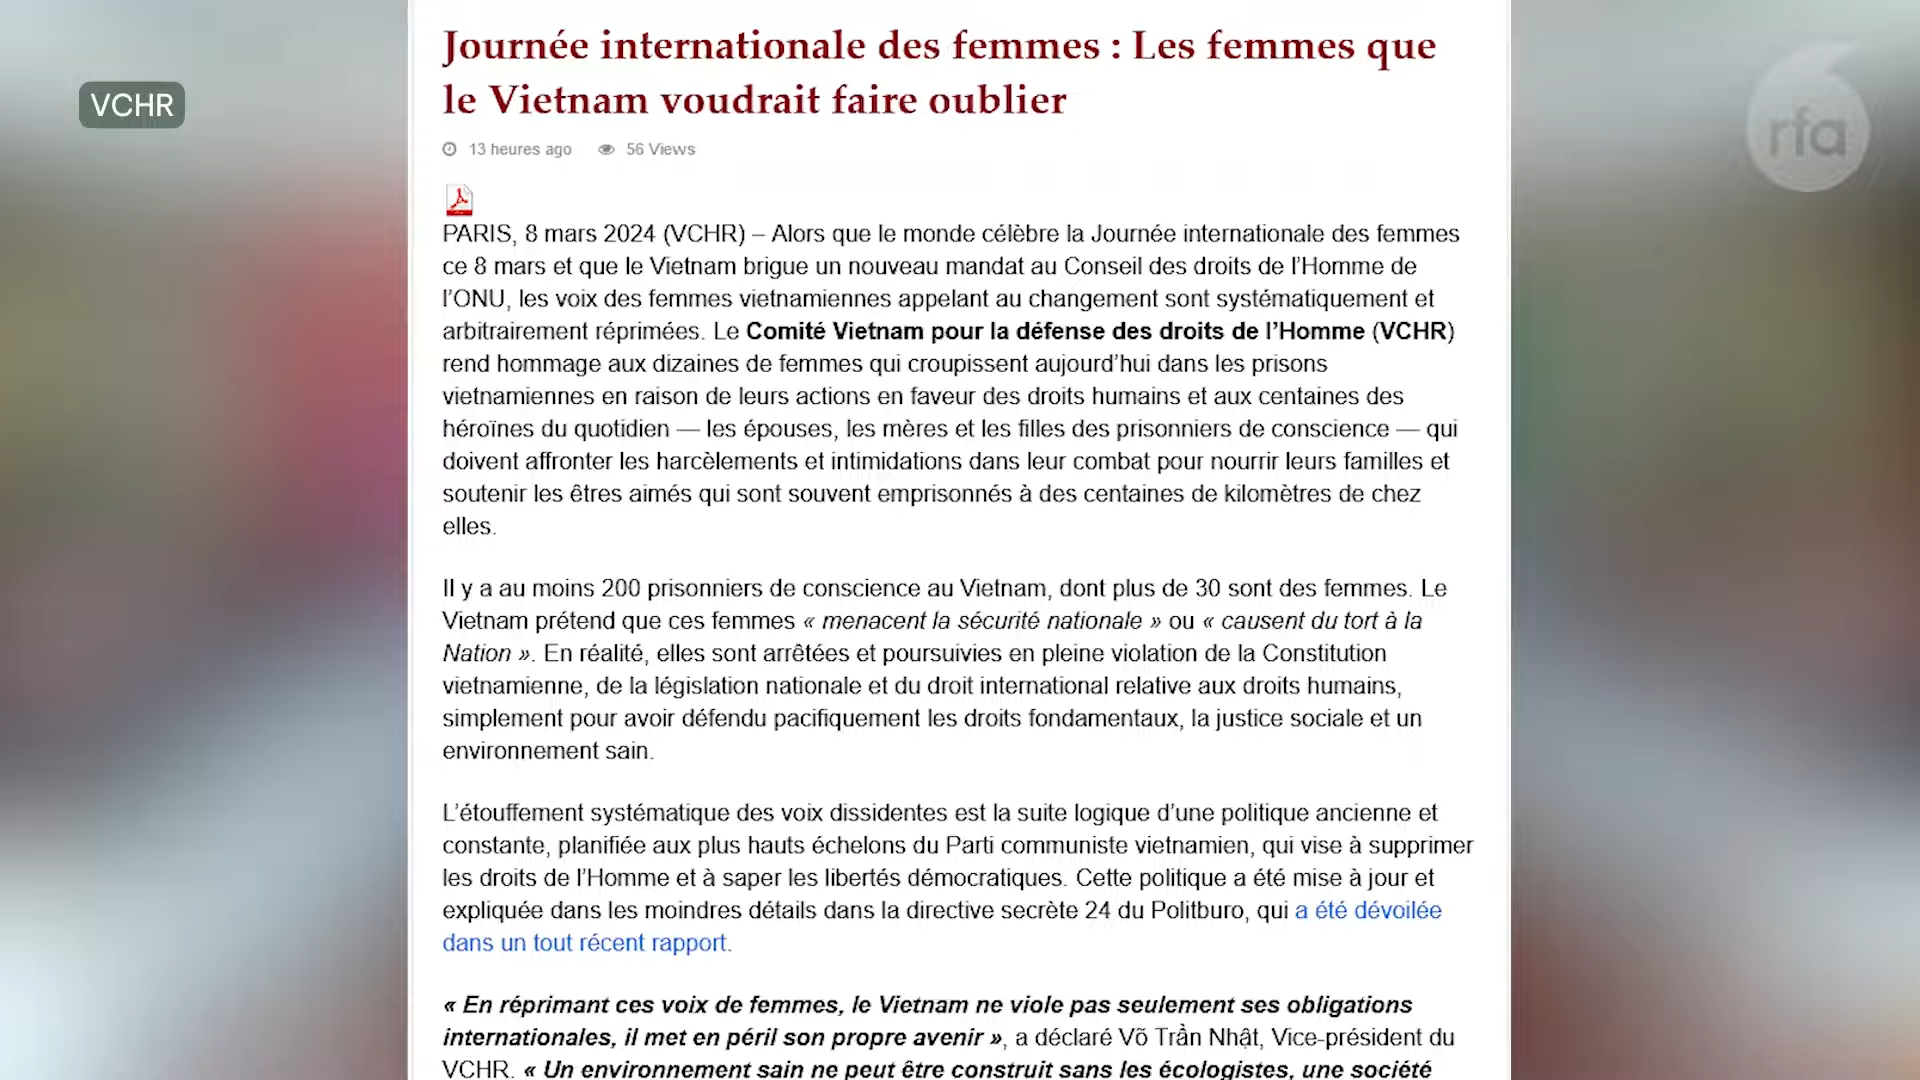 Journée internationale des femmes : Les femmes que
le Vietnam voudrait faire oublier
VCHR
rfa
13 heures ago 56 Views
PARIS, 8 mars 2024 (VCHR) – Alors que le monde célèbre la Journée internationale des femmes
ce 8 mars et que le Vietnam brigue un nouveau mandat au Conseil des droits de l’Homme de
l’ONU, les voix des femmes vietnamiennes appelant au changement sont systématiquement et
arbitrairement réprimées. Le Comité Vietnam pour la défense des droits de l’Homme (VCHR)
rend hommage aux dizaines de femmes qui croupissent aujourd’hui dans les prisons
vietnamiennes en raison de leurs actions en faveur des droits humains et aux centaines des
héroïnes du quotidien — les épouses, les mères et les filles des prisonniers de conscience — qui
doivent affronter les harcèlements et intimidations dans leur combat pour nourrir leurs familles et
soutenir les êtres aimés qui sont souvent emprisonnés à des centaines de kilomètres de chez
elles.
Il y a au moins 200 prisonniers de conscience au Vietnam, dont plus de 30 sont des femmes. Le
Vietnam prétend que ces femmes « menacent la sécurité nationale » ou « causent du tort à la
Nation ». En réalité, elles sont arrêtées et poursuivies en pleine violation de la Constitution
vietnamienne, de la législation nationale et du droit international relative aux droits humains,
simplement pour avoir défendu pacifiquement les droits fondamentaux, la justice sociale et un
environnement sain.
L’étouffement systématique des voix dissidentes est la suite logique d’une politique ancienne et
constante, planifiée aux plus hauts échelons du Parti communiste vietnamien, qui vise à supprimer
les droits de l’Homme et à saper les libertés démocratiques. Cette politique a été mise à jour et
expliquée dans les moindres détails dans la directive secrète 24 du Politburo, qui a été dévoilée
dans un tout récent rapport.
« En réprimant ces voix de femmes, le Vietnam ne viole pas seulement ses obligations
internationales, il met en péril son propre avenir », a déclaré Võ Trần Nhật, Vice-président du
VCHR. « Un environnement sain ne peut être construit sans les écologistes, une société